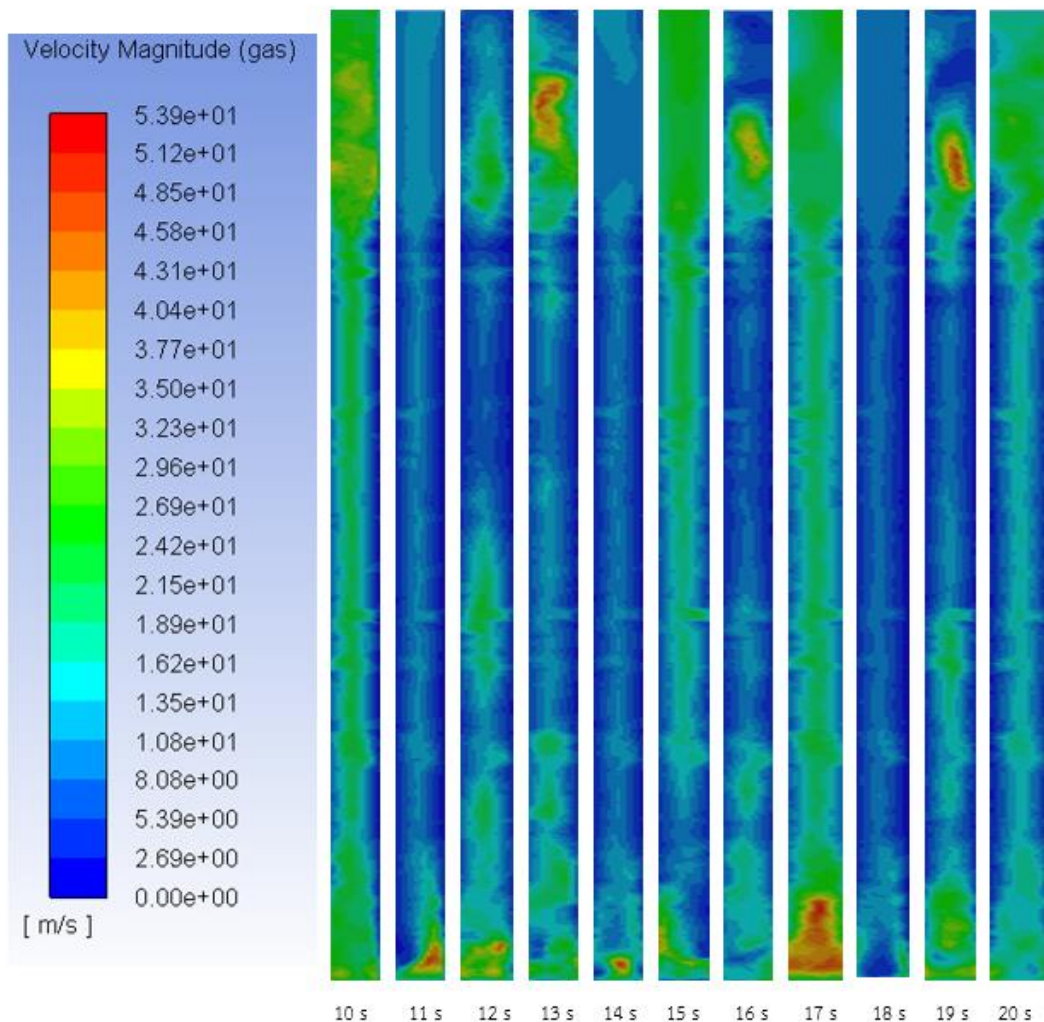 Velocity Magnitude (gas)
5.39e+01
5.12e+01
4.85e+01
4.58e+01
4.31e+01
4.04e+01
3.77e+01
3.50e+01
3.23e+01
2.96e+01
2.69e+01
2.42e+01
2.15e+01
1.89e+01
1.62e+01
1.35e+01
1.08e+01
8.08e+00
5.39e+00
2.69e+00
0.00e+00
[ m/s ]
10 s 11 s 12 s 13 s 14 s 15 s 16 s 17 s 18 s 19 s 20 s